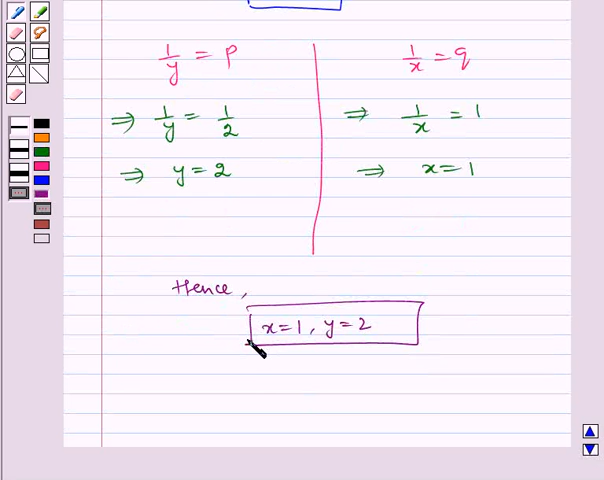 1/y = p
⇒ 1/y = 1/2
⇒ y = 2
1/x = q
⇒ 1/x = 1
⇒ x = 1
Hence,
x = 1, y = 2